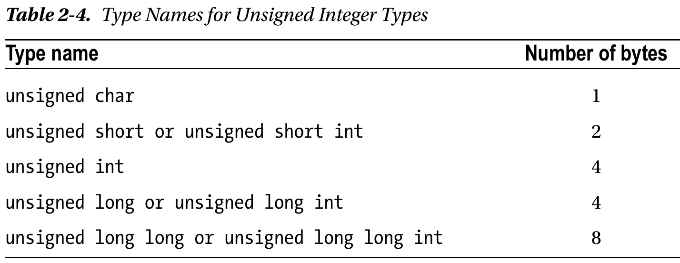 Table 2-4. Type Names for Unsigned Integer Types
Type name Number of bytes
unsigned char 1
unsigned short or unsigned short int 2
unsigned int 4
unsigned long or unsigned long int 4
unsigned long long or unsigned long long int 8